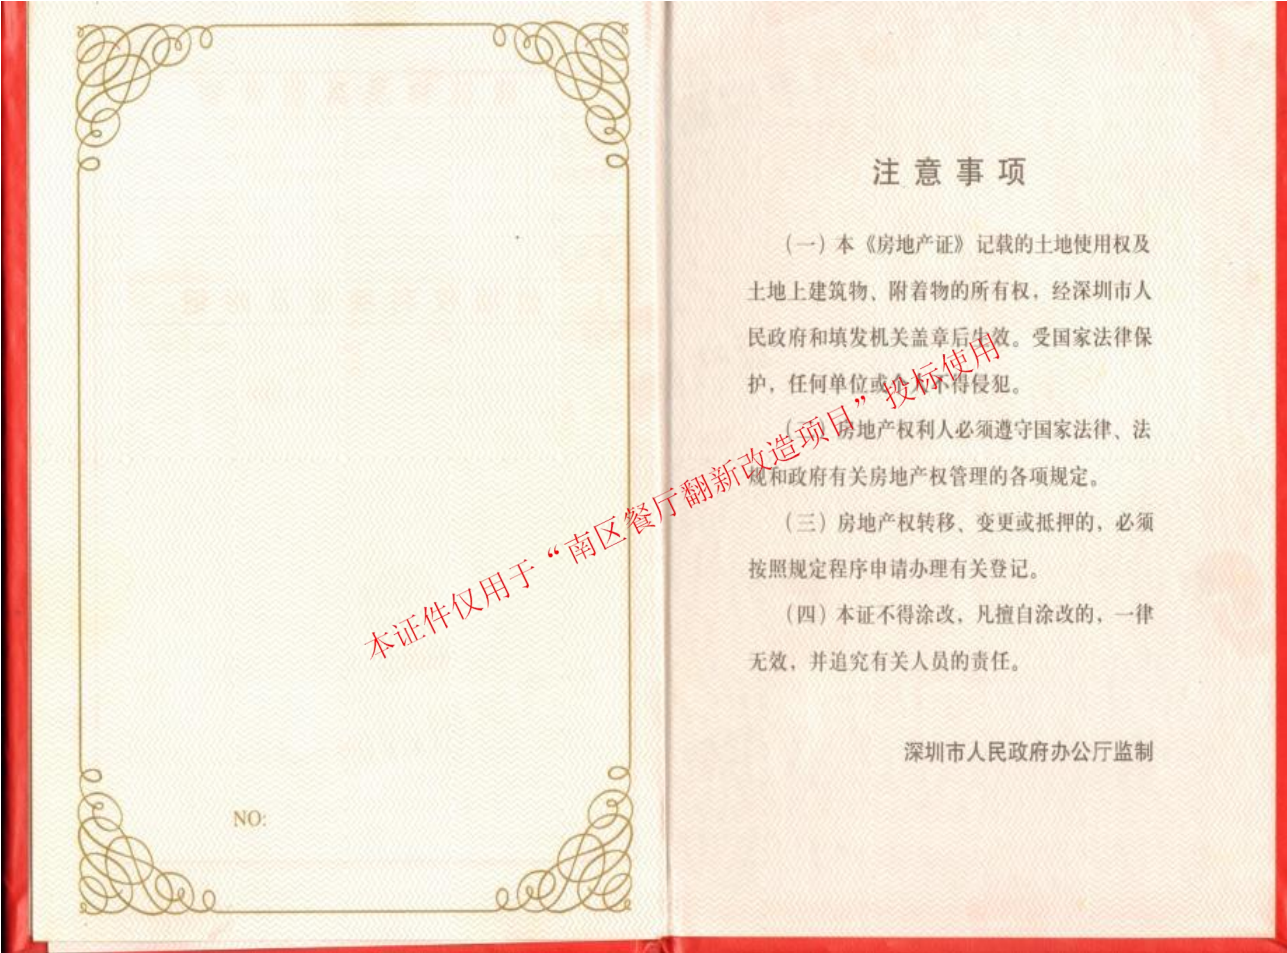 NO:
注意事项
（一）本《房地产证》记载的土地使用权及
土地上建筑物、附着物的所有权，经深圳市人
民政府和填发机关盖章后生效。受国家法律保
护，任何单位或个人不得侵犯。
（二）房地产权利人必须遵守国家法律、法
规和政府有关房地产权管理的各项规定。
（三）房地产权转移、变更或抵押的，必须
按照规定程序申请办理有关登记。
（四）本证不得涂改，凡擅自涂改的，一律
无效，并追究有关人员的责任。
深圳市人民政府办公厅监制
本证件仅用于“南区餐厅翻新改造项目”投标使用